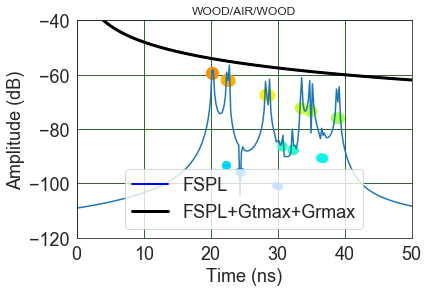 WOOD/AIR/WOOD
−40
−60
−80
−100
−120
Amplitude (dB)
FSPL
FSPL+Gtmax+Grmax
0 10 20 30 40 50
Time (ns)